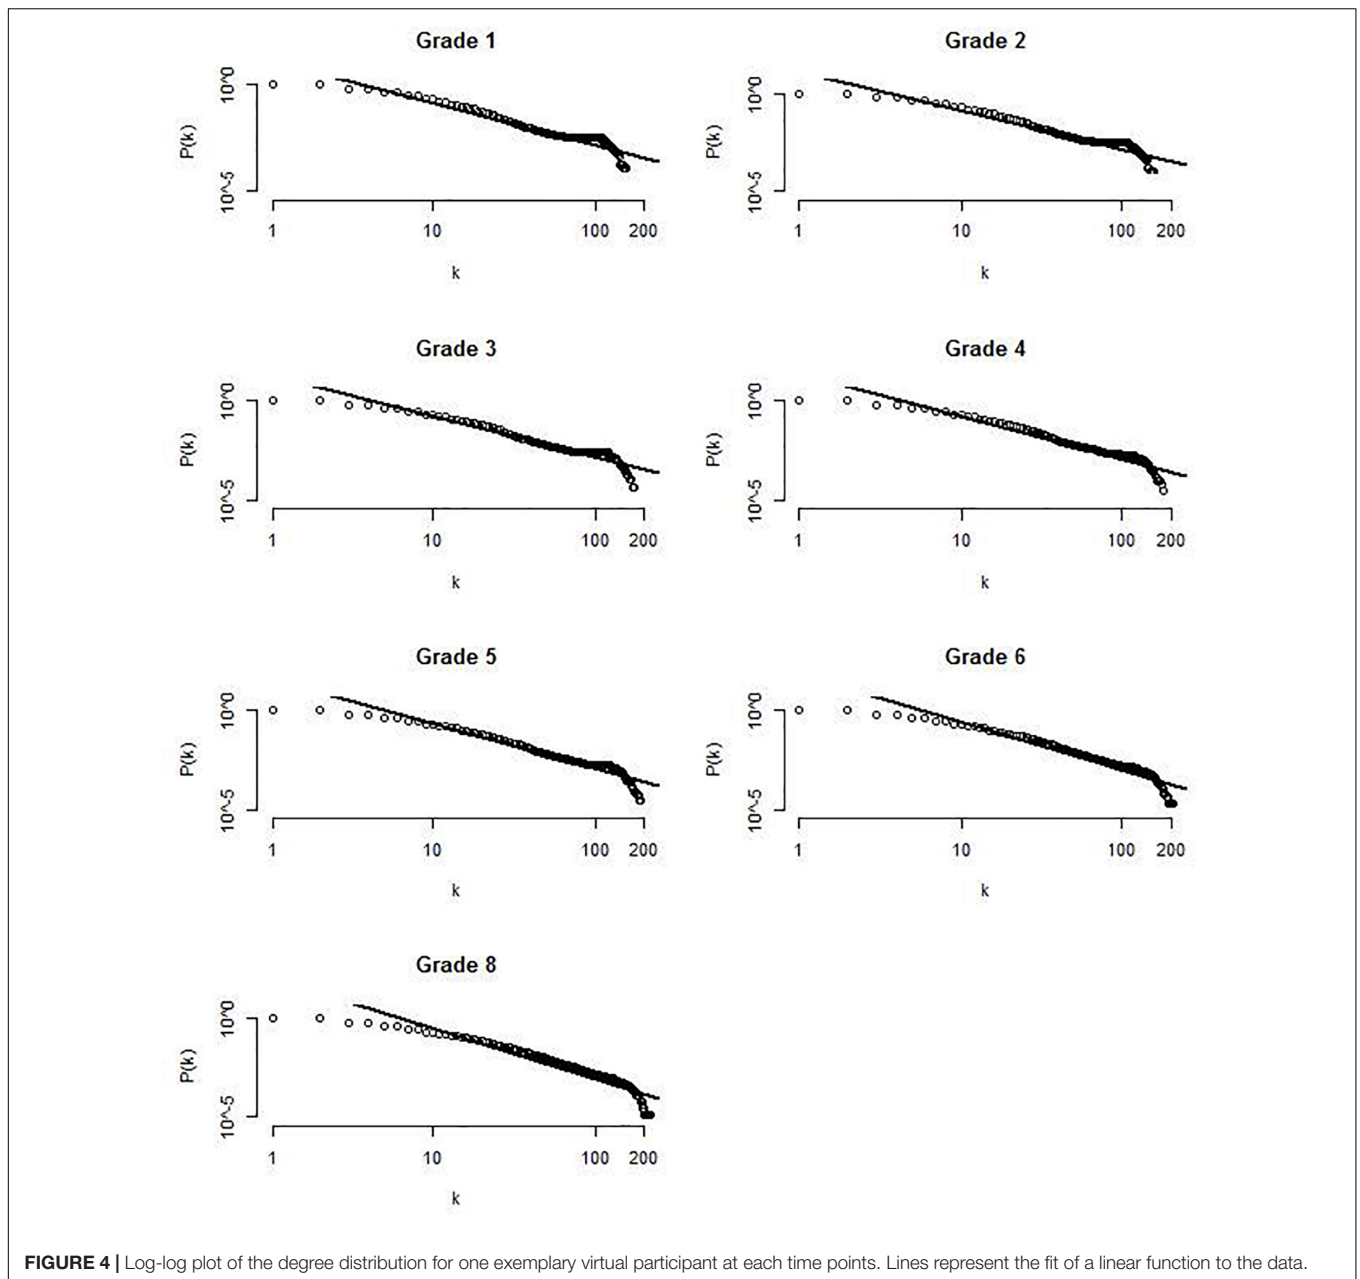 Grade 1
Grade 2
P(k)
10^0
10^-5
1
10
100
200
k
P(k)
10^0
10^-5
1
10
100
200
k
Grade 3
Grade 4
P(k)
10^0
10^-5
1
10
100
200
k
P(k)
10^0
10^-5
1
10
100
200
k
Grade 5
Grade 6
P(k)
10^0
10^-5
1
10
100
200
k
P(k)
10^0
10^-5
1
10
100
200
k
Grade 8
P(k)
10^0
10^-5
1
10
100
200
k
FIGURE 4 | Log-log plot of the degree distribution for one exemplary virtual participant at each time points. Lines represent the fit of a linear function to the data.